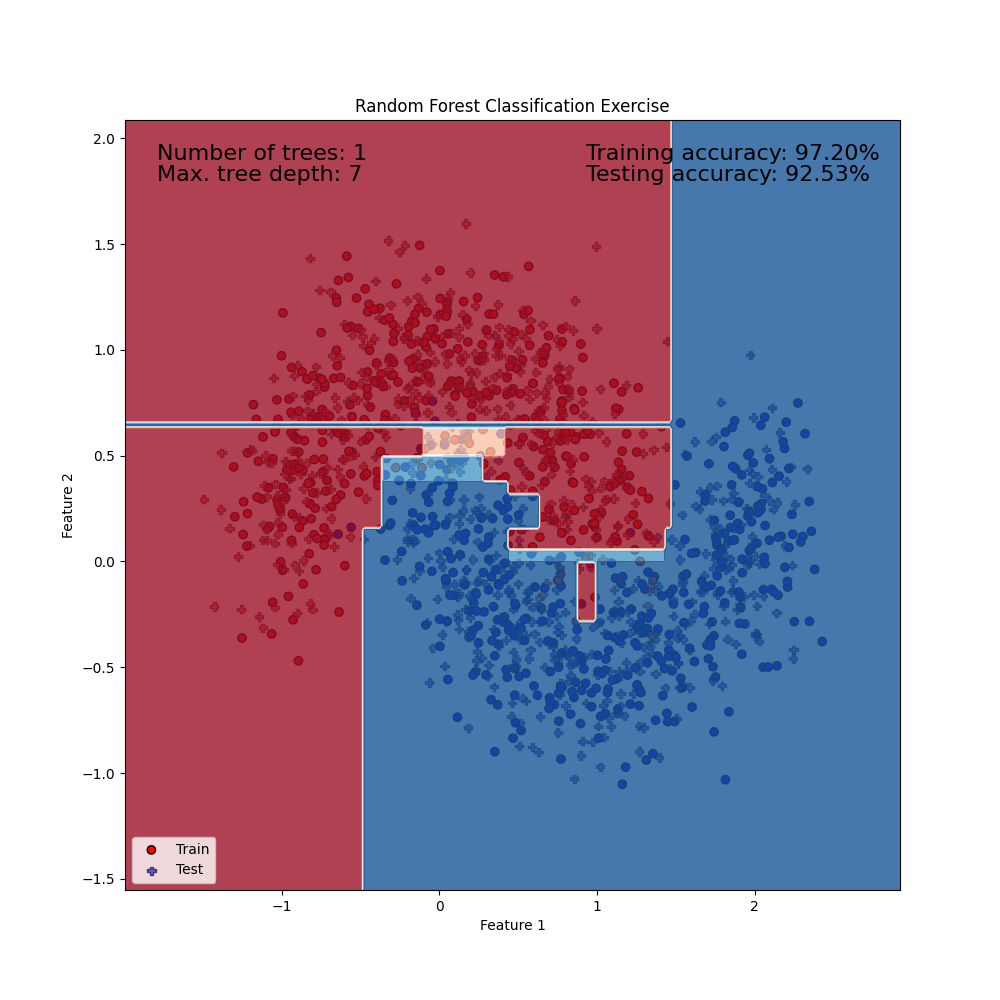 Random Forest Classification Exercise
Number of trees: 1
Max. tree depth: 7
Training accuracy: 97.20%
Testing accuracy: 92.53%
2.0
1.5
1.0
0.5
0.0
−0.5
−1.0
−1.5
Feature 2
Train
Test
−1
0
1
2
Feature 1